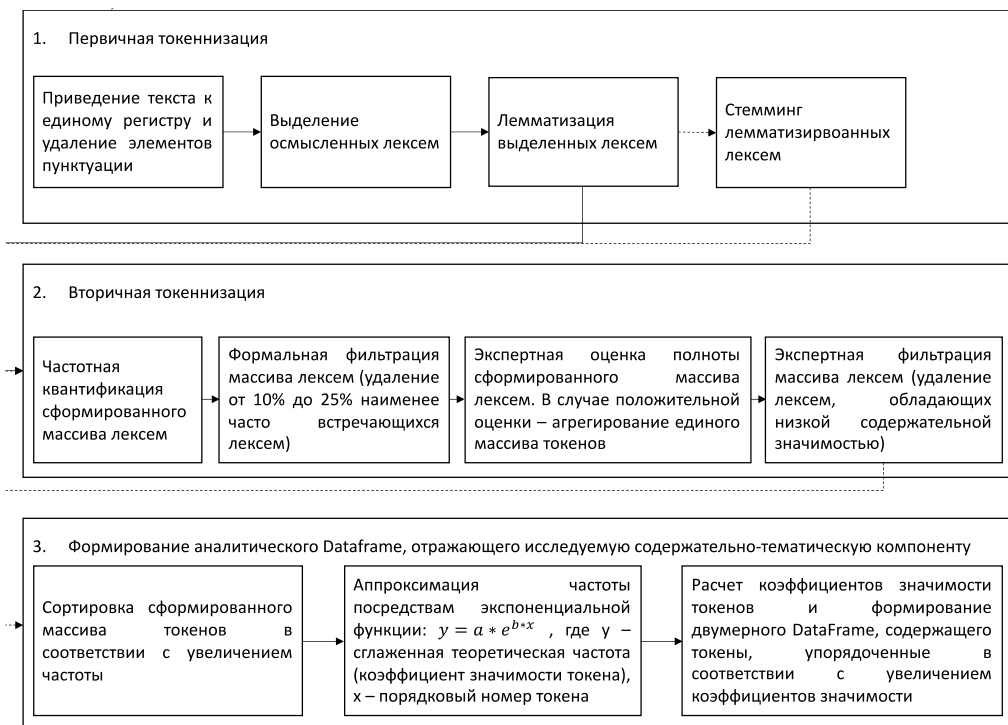 1. Первичная токеннизация
Приведение текста к
единому регистру и
удаление элементов
пунктуации
Выделение
осмысленных лексем
Лемматизация
выделенных лексем
Стемминг
лемматизирвоанных
лексем
2. Вторичная токеннизация
Частотная
квантификация
сформированного
массива лексем
Формальная фильтрация
массива лексем (удаление
от 10% до 25% наименее
часто встречающихся
лексем)
Экспертная оценка полноты
сформированного массива
лексем. В случае положительной
оценки – агрегирование единого
массива токенов
Экспертная фильтрация
массива лексем (удаление
лексем, обладающих
низкой содержательной
значимостью)
3. Формирование аналитического Dataframe, отражающего исследуемую содержательно-тематическую компоненту
Сортировка сформированного
массива токенов в
соответствии с увеличением
частоты
Аппроксимация частоты
посредствам экспоненциальной
функции: y = a * e^{b*x} , где y –
сглаженная теоретическая частота
(коэффициент значимости токена),
x – порядковый номер токена
Расчет коэффициентов значимости
токенов и формирование
двумерного DataFrame, содержащего
токены, упорядоченные в
соответствии с увеличением
коэффициентов значимости